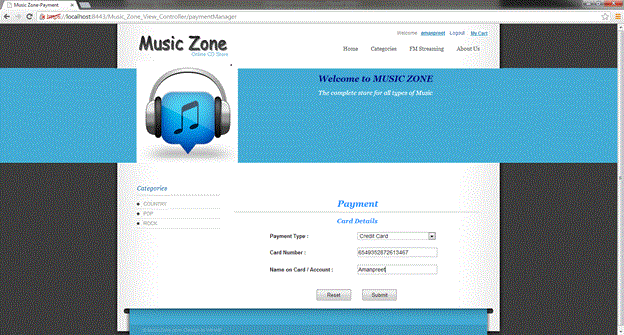 Music Zone-Payment
https://localhost:8443/Music_Zone_View_Controller/paymentManager
Welcome amanpreet Logout My Cart
Music Zone
Online CD Store
Home Categories FM Streaming About Us
Welcome to MUSIC ZONE
The complete store for all types of Music
Categories
COUNTRY
POP
ROCK
Payment
Card Details
Payment Type : Credit Card
Card Number : 6549352872613467
Name on Card / Account : Amanpreet
Reset Submit